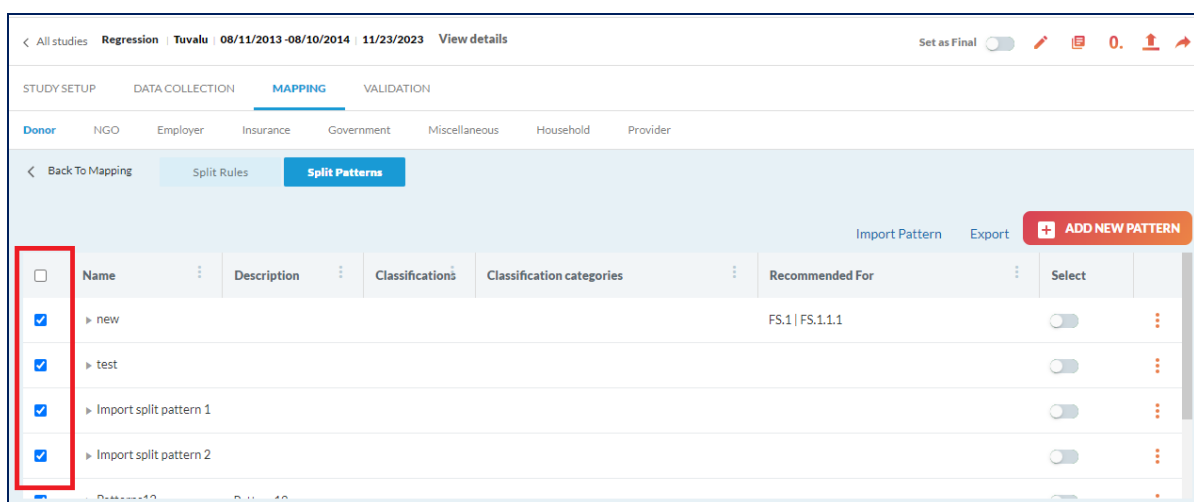 All studies Regression | Tuvalu | 08/11/2013 -08/10/2014 | 11/23/2023 View details Set as Final 0.
STUDY SETUP DATA COLLECTION MAPPING VALIDATION
Donor NGO Employer Insurance Government Miscellaneous Household Provider
Back To Mapping Split Rules Split Patterns
Import Pattern Export ADD NEW PATTERN
Name Description Classifications Classification categories Recommended For Select
new FS.1 | FS.1.1.1
test
Import split pattern 1
Import split pattern 2